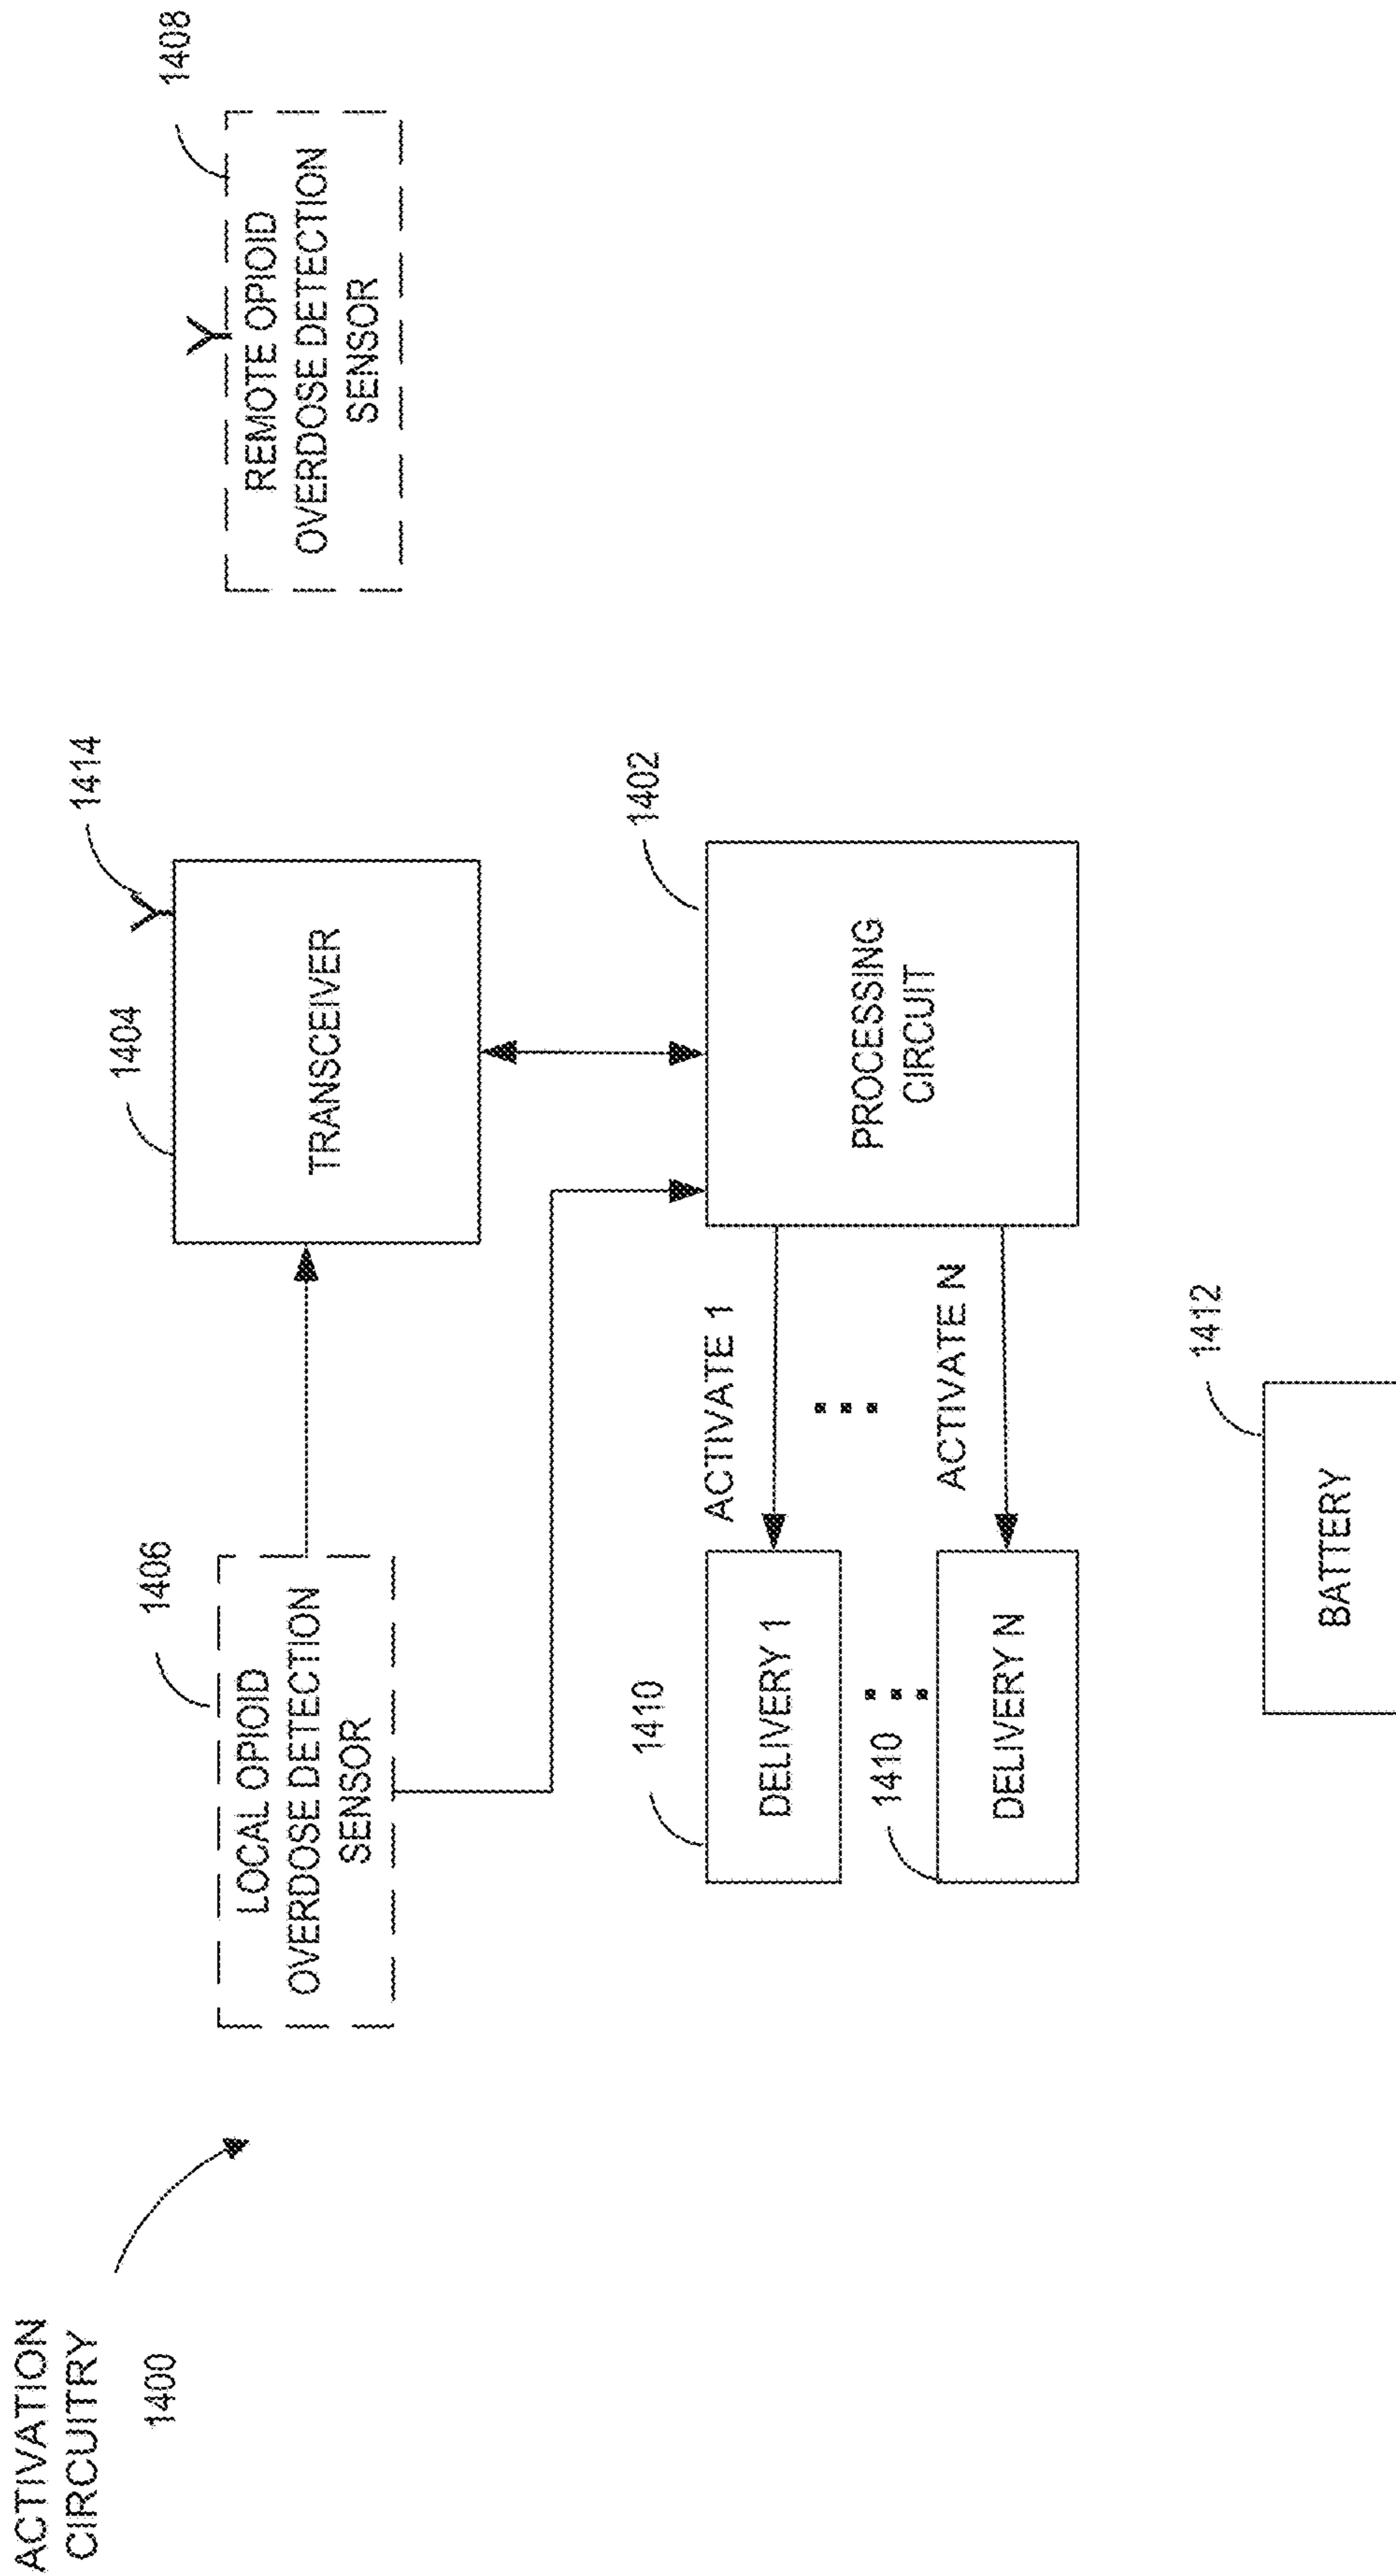 ACTIVATION
CIRCUITRY
1400
1406
LOCAL OPIOID
OVERDOSE DETECTION
SENSOR
1404
1414
TRANSCEIVER
1408
REMOTE OPIOID
OVERDOSE DETECTION
SENSOR
1402
PROCESSING
CIRCUIT
ACTIVATE 1
ACTIVATE N
1410
DELIVERY 1
1410
DELIVERY N
1412
BATTERY